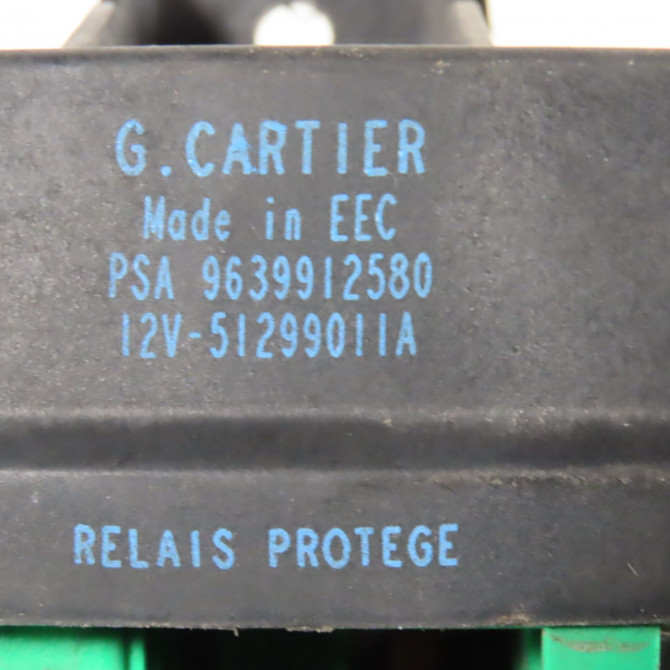 G.CARTIER
Made in EEC
PSA 9639912580
12V-51299011A
RELAIS PROTEGE